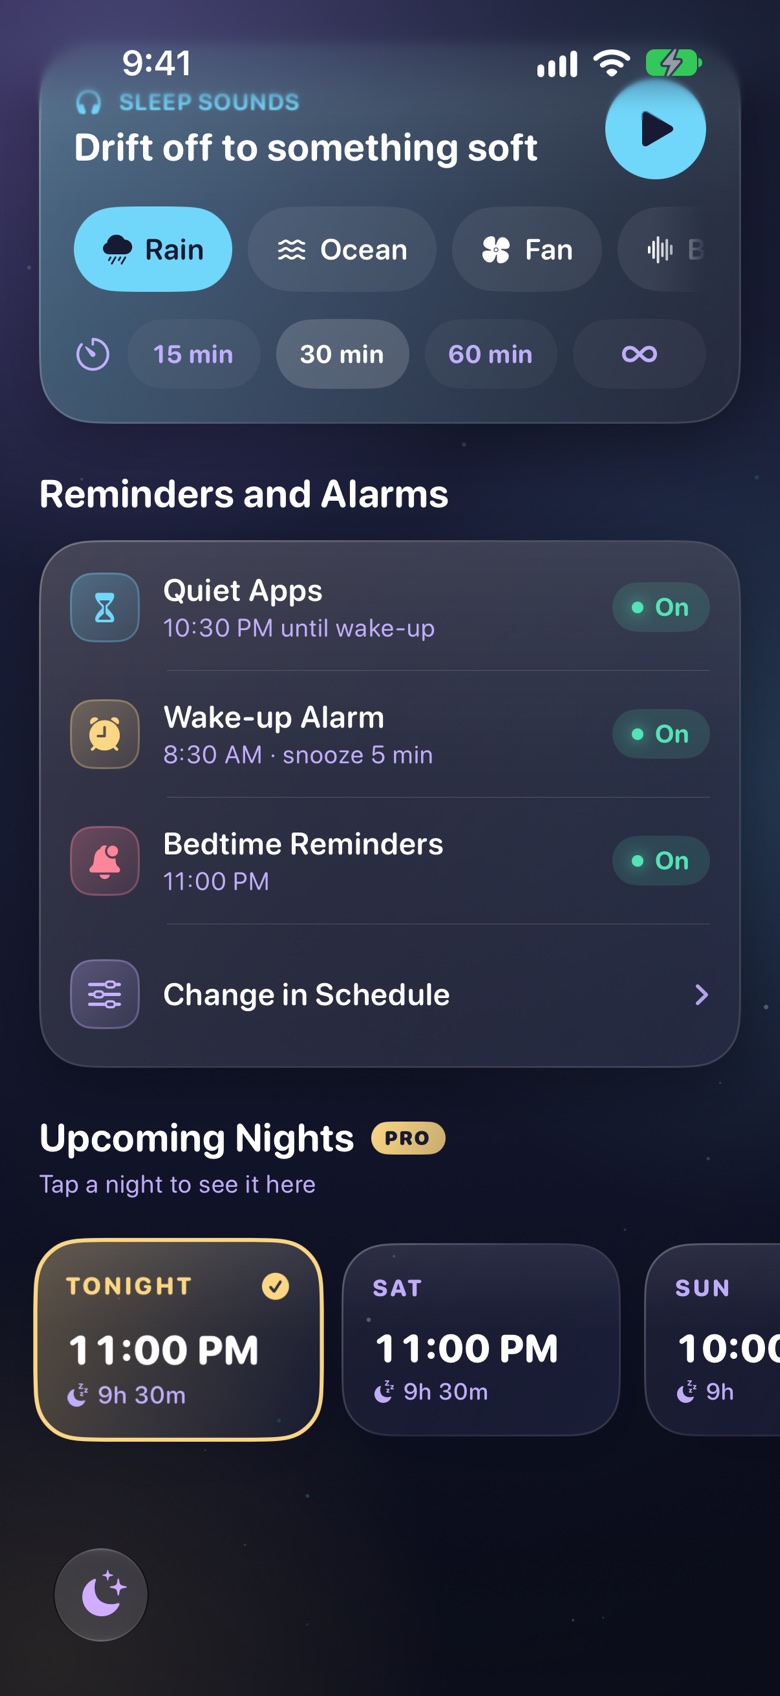 9:41
SLEEP SOUNDS
Drift off to something soft
Rain
Ocean
Fan
15 min
30 min
60 min
∞
Reminders and Alarms
Quiet Apps
10:30 PM until wake-up
On
Wake-up Alarm
8:30 AM · snooze 5 min
On
Bedtime Reminders
11:00 PM
On
Change in Schedule
Upcoming Nights PRO
Tap a night to see it here
TONIGHT
11:00 PM
9h 30m
SAT
11:00 PM
9h 30m
SUN
10:00
9h